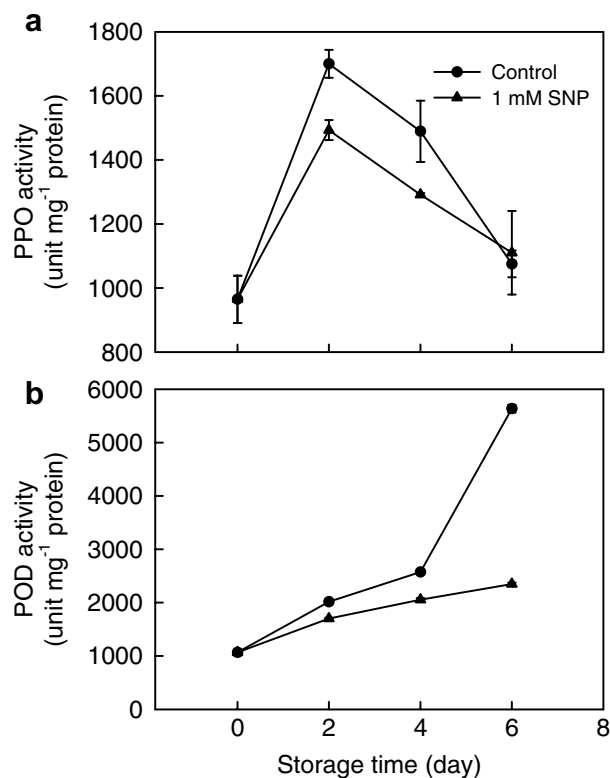 a
1800
1600
1400
1200
1000
800
PPO activity
(unit mg⁻¹ protein)
Control
1 mM SNP
b
6000
5000
4000
3000
2000
1000
0
POD activity
(unit mg⁻¹ protein)
0 2 4 6 8
Storage time (day)